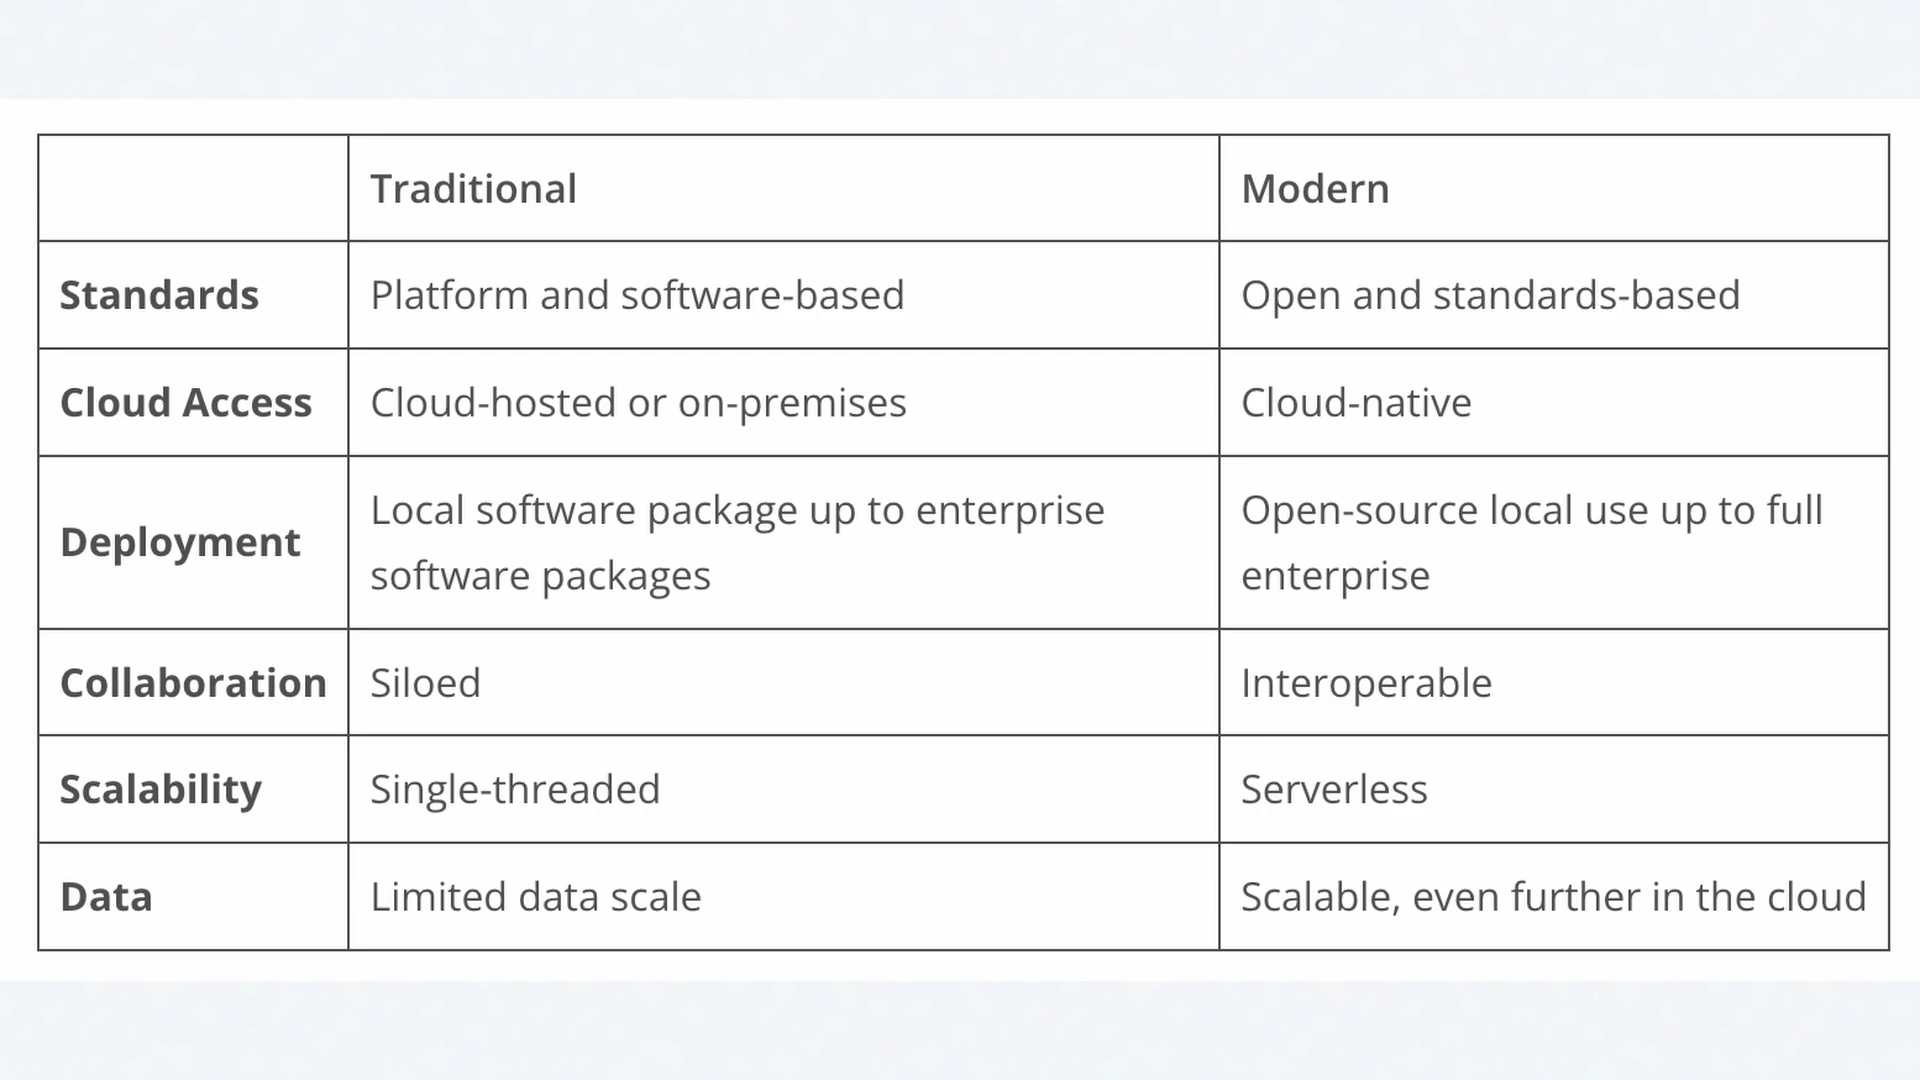 Traditional Modern
Standards Platform and software-based Open and standards-based
Cloud Access Cloud-hosted or on-premises Cloud-native
Deployment Local software package up to enterprise software packages Open-source local use up to full enterprise
Collaboration Siloed Interoperable
Scalability Single-threaded Serverless
Data Limited data scale Scalable, even further in the cloud